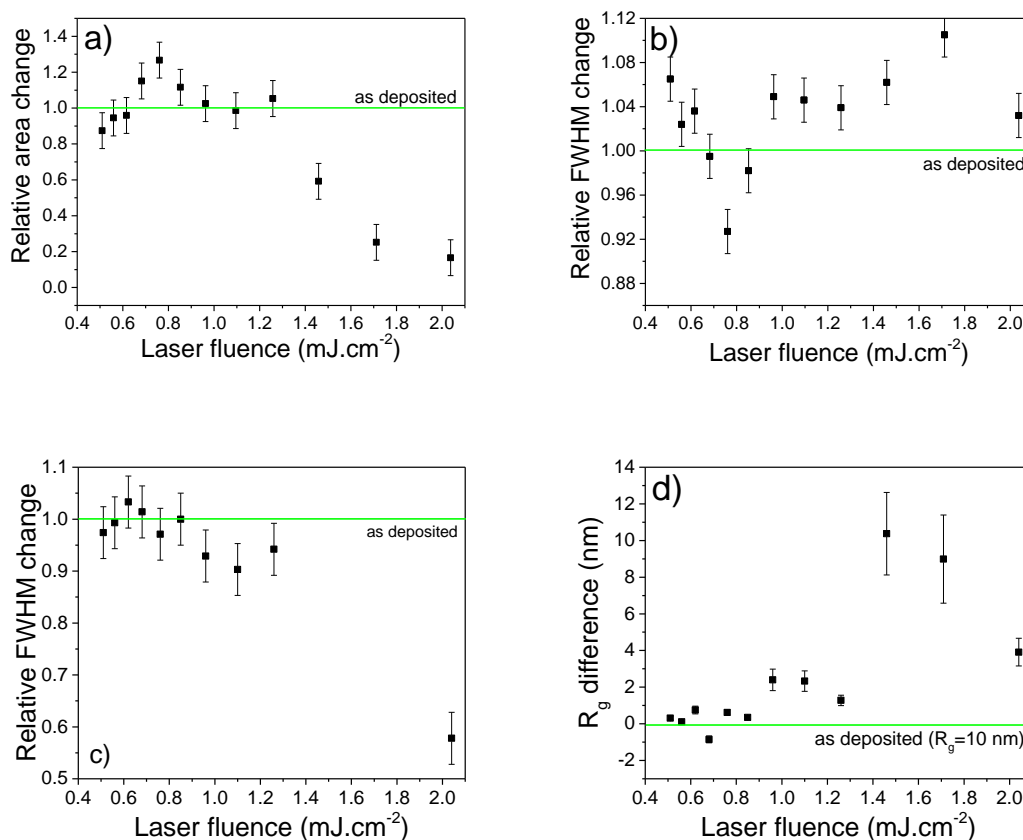 a)
Relative area change
1.4
1.2
1.0
0.8
0.6
0.4
0.2
0.0
as deposited
0.4 0.6 0.8 1.0 1.2 1.4 1.6 1.8 2.0
Laser fluence (mJ.cm⁻²)
b)
Relative FWHM change
1.12
1.08
1.04
1.00
0.96
0.92
0.88
as deposited
0.4 0.6 0.8 1.0 1.2 1.4 1.6 1.8 2.0
Laser fluence (mJ.cm⁻²)
Relative FWHM change
1.1
1.0
0.9
0.8
0.7
0.6
0.5
as deposited
c)
0.4 0.6 0.8 1.0 1.2 1.4 1.6 1.8 2.0
Laser fluence (mJ.cm⁻²)
d)
R_g difference (nm)
14
12
10
8
6
4
2
0
-2
as deposited (R_g=10 nm)
0.4 0.6 0.8 1.0 1.2 1.4 1.6 1.8 2.0
Laser fluence (mJ.cm⁻²)